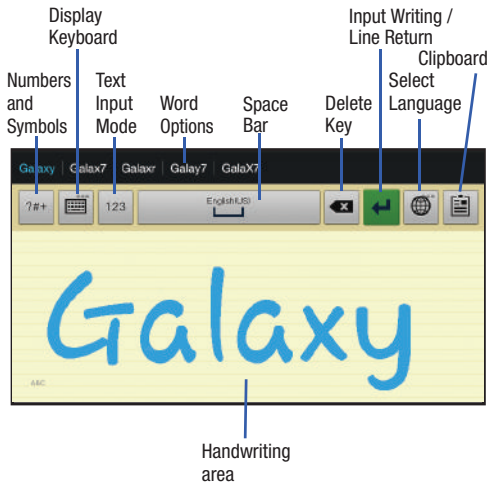 Display
Keyboard
Input Writing /
Line Return
Clipboard
Numbers
and
Symbols
Text
Input
Mode
Word
Options
Space
Bar
Delete
Key
Select
Language
Galaxy Galax7 Galaxr Galay7 GalaX7
?#+ 123 English(US)
Galaxy
ABC
Handwriting
area